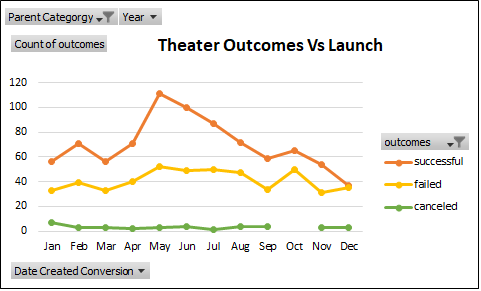 Parent Categorgy Year
Count of outcomes
Theater Outcomes Vs Launch
120
100
80
60
40
20
0
Jan Feb Mar Apr May Jun Jul Aug Sep Oct Nov Dec
outcomes
successful
failed
canceled
Date Created Conversion